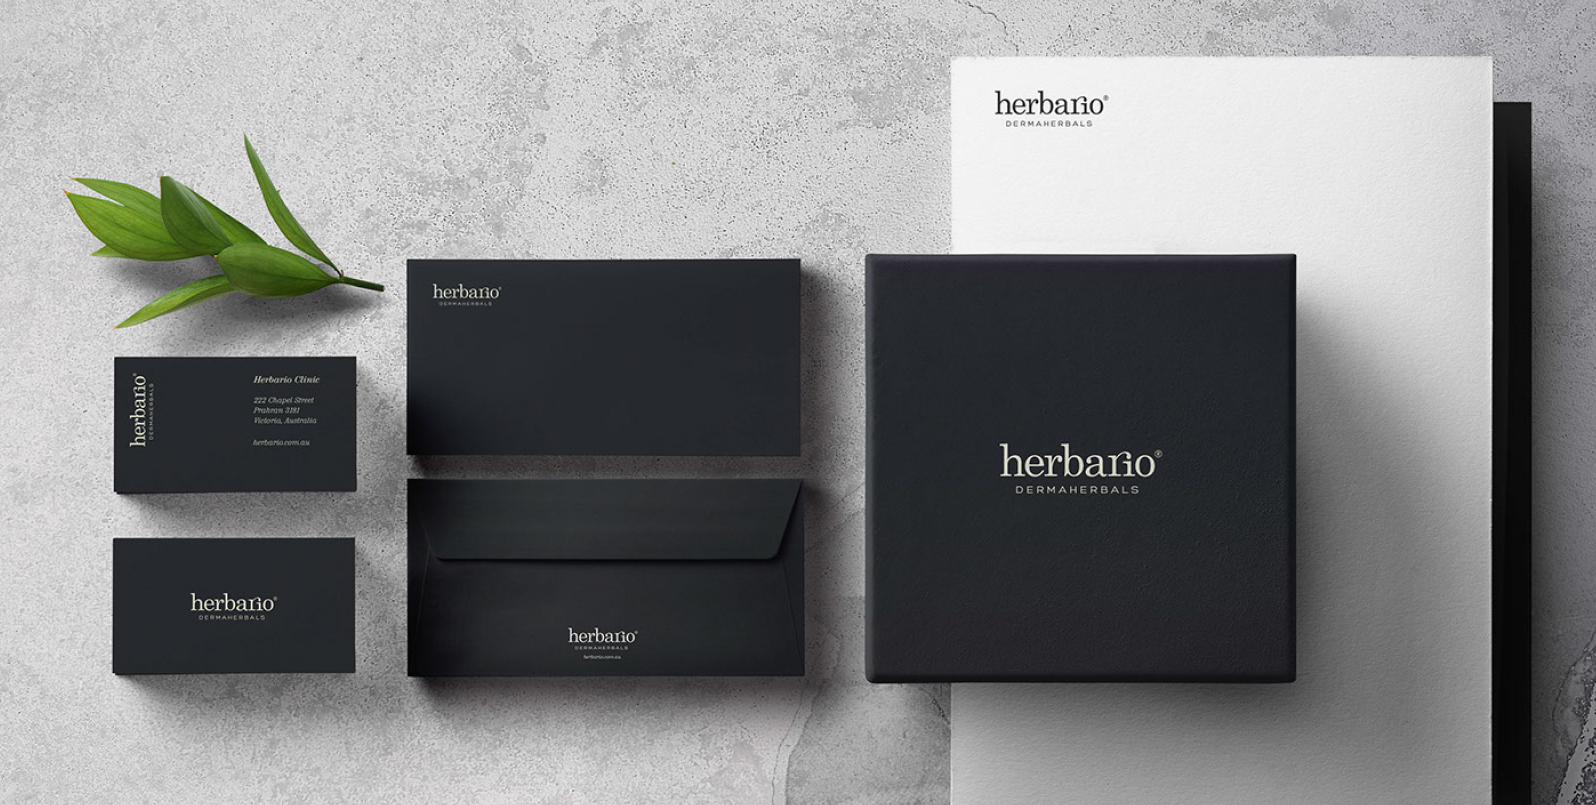 herbario®
DERMAHERBALS
herbario®
DERMAHERBALS
herbario®
DERMAHERBALS
Herbario Clinic
222 Chapel Street
Prahran 3181
Victoria, Australia
herbario.com.au
herbario®
DERMAHERBALS
herbario®
DERMAHERBALS
herbario®
DERMAHERBALS
herbario.com.au